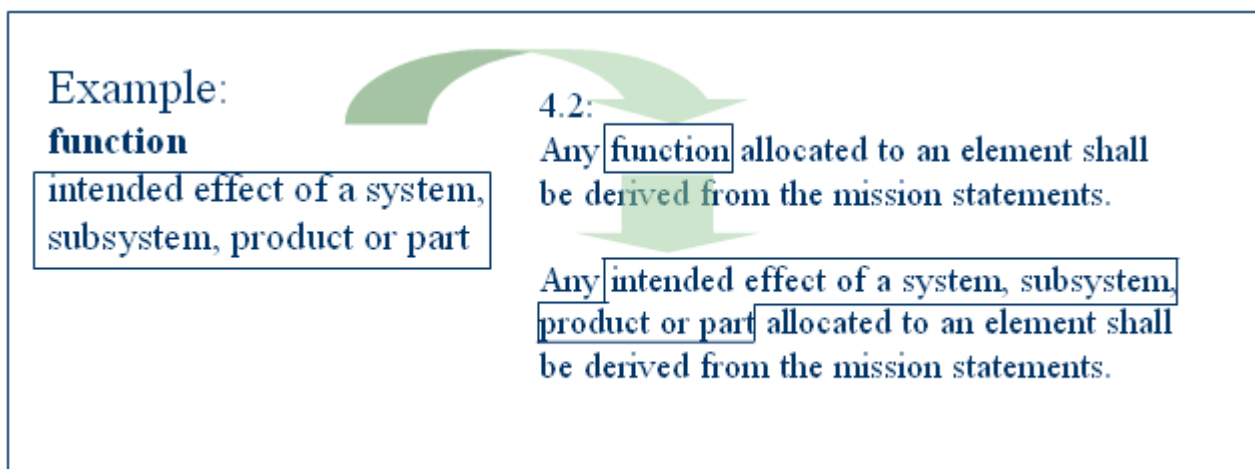 Example:
function
intended effect of a system,
subsystem, product or part
4.2:
Any function allocated to an element shall
be derived from the mission statements.
Any intended effect of a system, subsystem,
product or part allocated to an element shall
be derived from the mission statements.